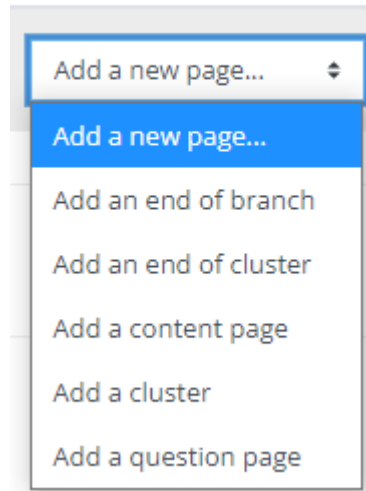 Add a new page...
Add a new page...
Add an end of branch
Add an end of cluster
Add a content page
Add a cluster
Add a question page